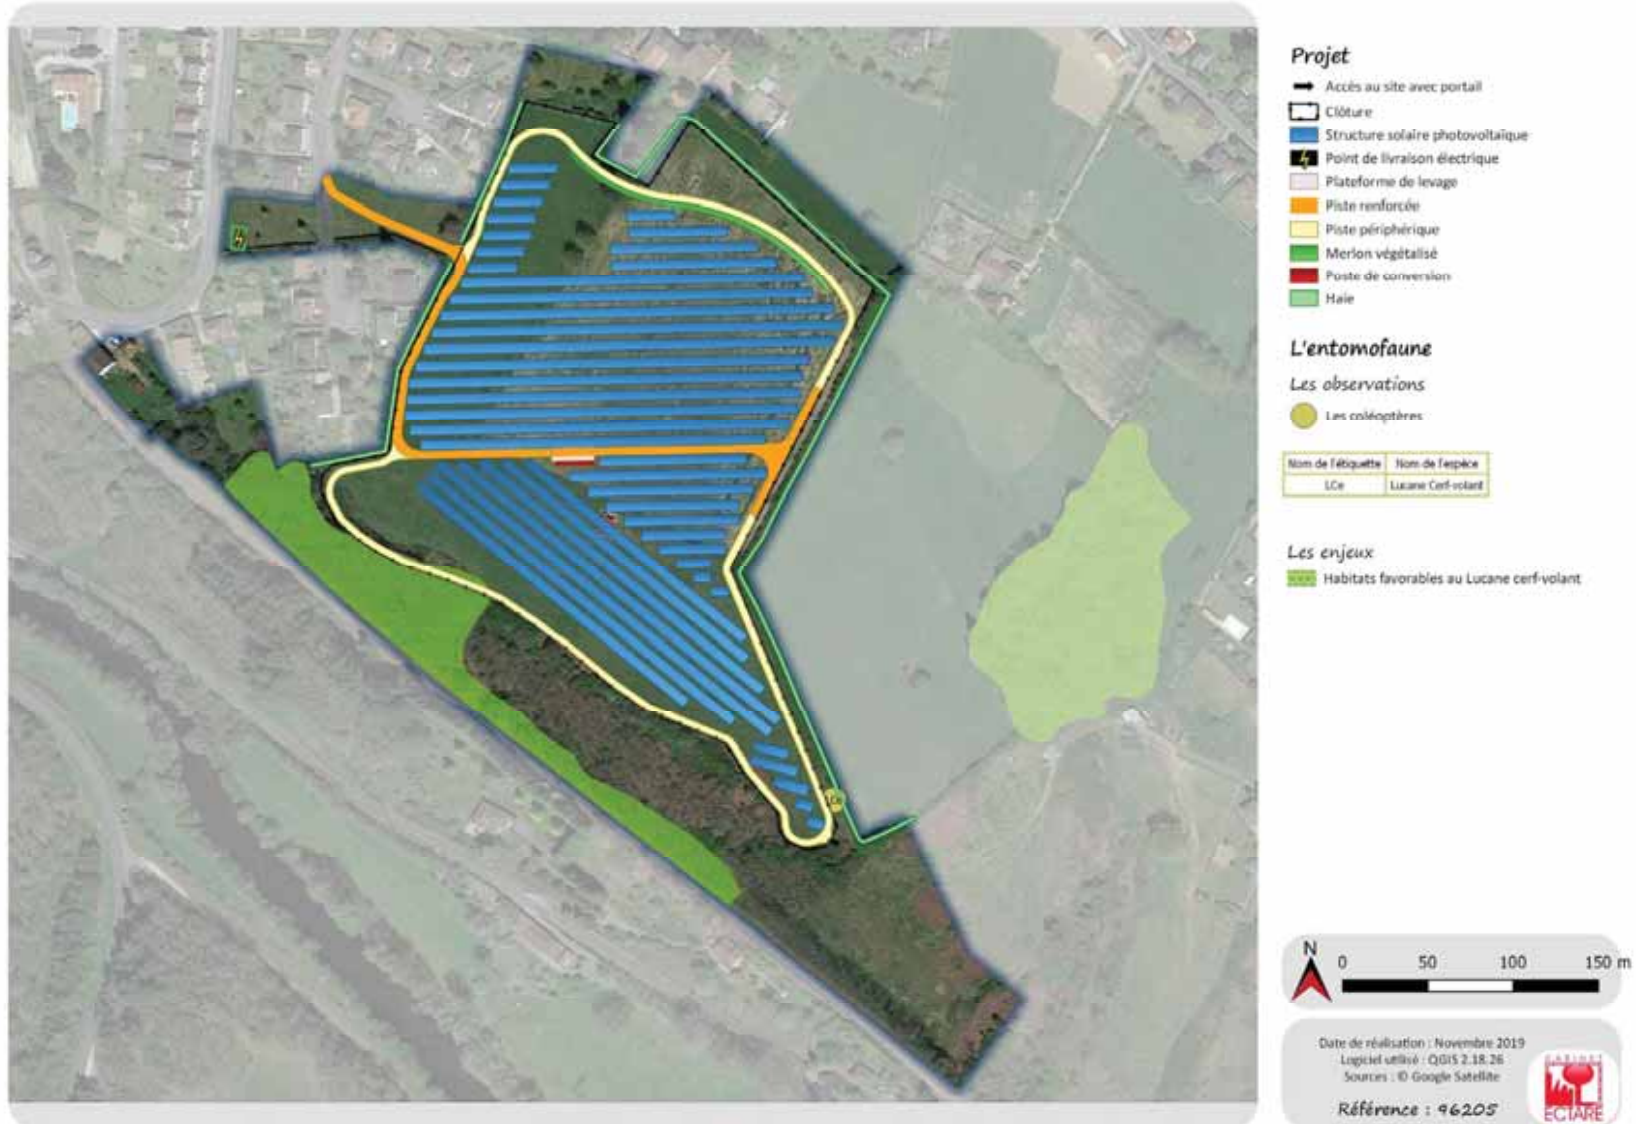 Projet
Accès au site avec portail
Clôture
Structure solaire photovoltaïque
Point de livraison électrique
Plateforme de levage
Piste renforcée
Piste périphérique
Merlon végétalisé
Poste de conversion
Haie
L'entomofaune
Les observations
Les coléoptères
Nom de l'étiquette Nom de l'espèce
LCe Lucane Cerf-volant
Les enjeux
Habitats favorables au Lucane cerf-volant
LCe
N
0 50 100 150 m
Date de réalisation : Novembre 2019
Logiciel utilisé : QGIS 2.18.26
Sources : © Google Satellite
Référence : 96205
CABINET
ECTARE